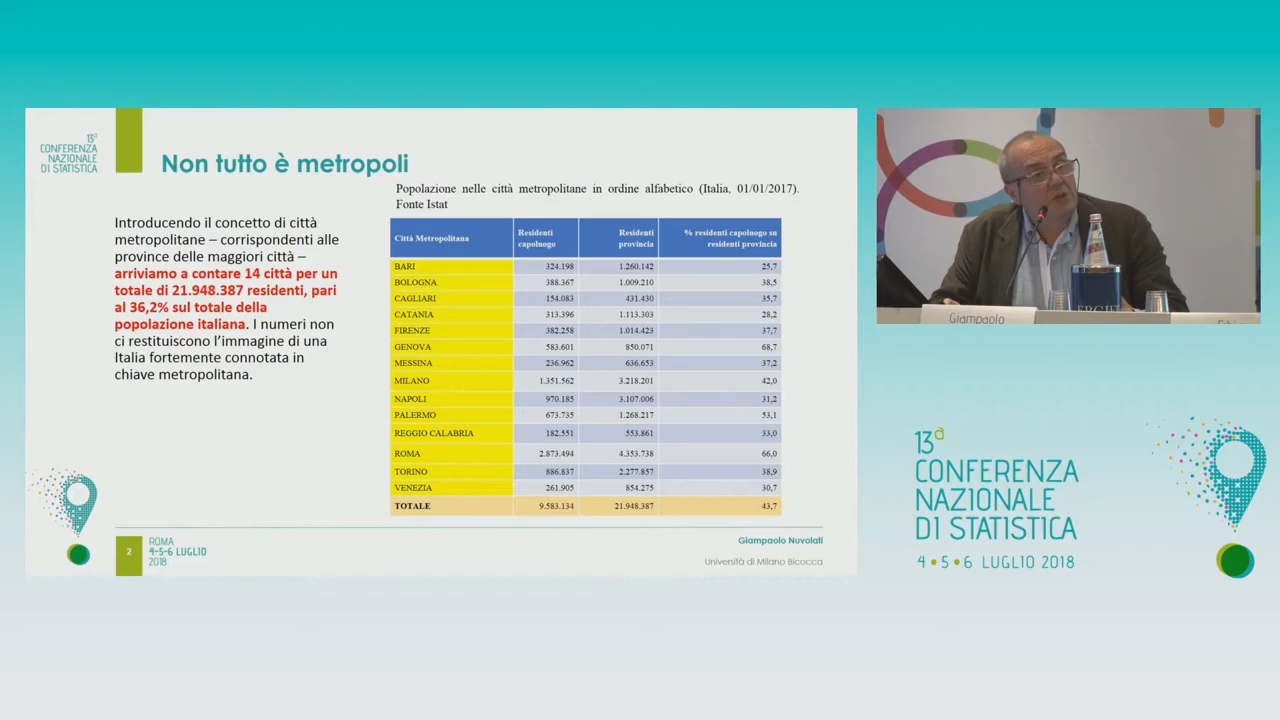 13ª
CONFERENZA
NAZIONALE
DI STATISTICA
Non tutto è metropoli
Introducendo il concetto di città
metropolitane – corrispondenti alle
province delle maggiori città –
arriviamo a contare 14 città per un
totale di 21.948.387 residenti, pari
al 36,2% sul totale della
popolazione italiana. I numeri non
ci restituiscono l’immagine di una
Italia fortemente connotata in
chiave metropolitana.
Popolazione nelle città metropolitane in ordine alfabetico (Italia, 01/01/2017).
Fonte Istat
Città Metropolitana Residenti capoluogo Residenti provincia % residenti capoluogo su residenti provincia
BARI 324.198 1.260.142 25,7
BOLOGNA 388.367 1.009.210 38,5
CAGLIARI 154.083 431.430 35,7
CATANIA 313.396 1.113.303 28,2
FIRENZE 382.258 1.014.423 37,7
GENOVA 583.601 850.071 68,7
MESSINA 236.962 636.653 37,2
MILANO 1.351.562 3.218.201 42,0
NAPOLI 970.185 3.107.006 31,2
PALERMO 673.735 1.268.217 53,1
REGGIO CALABRIA 182.551 553.861 33,0
ROMA 2.873.494 4.353.738 66,0
TORINO 886.837 2.277.857 38,9
VENEZIA 261.905 854.275 30,7
TOTALE 9.583.134 21.948.387 43,7
2
ROMA
4-5-6 LUGLIO
2018
Giampaolo Nuvolati
Università di Milano Bicocca
Giampaolo
13ª
CONFERENZA
NAZIONALE
DI STATISTICA
4 • 5 • 6 LUGLIO 2018